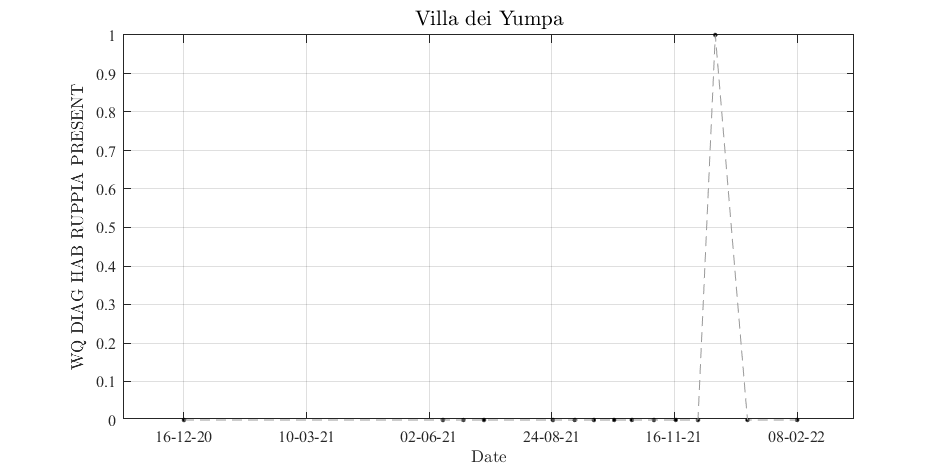 Villa dei Yumpa
WQ DIAG HAB RUPPIA PRESENT
1
0.9
0.8
0.7
0.6
0.5
0.4
0.3
0.2
0.1
0
16-12-20 10-03-21 02-06-21 24-08-21 16-11-21 08-02-22
Date